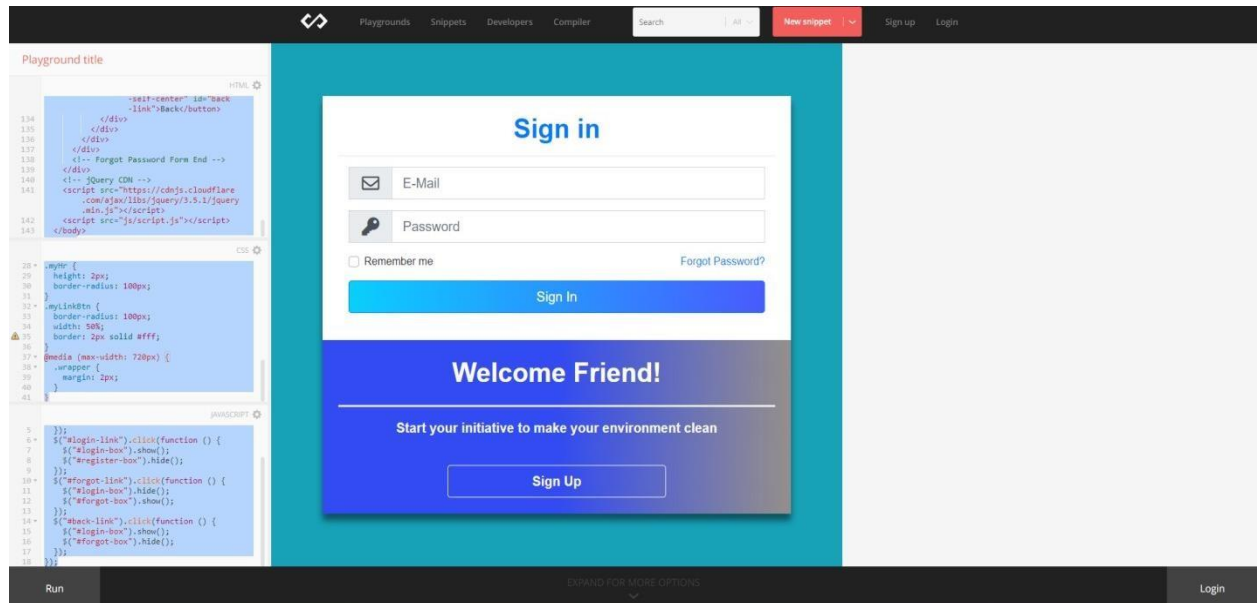 Playgrounds Snippets Developers Compiler Search All New snippet Sign up Login
Playground title
HTML
-self-center" id="back
-link">Back</button>
134 </div>
135 </div>
136 </div>
137 </div>
138 <!-- Forgot Password Form End -->
139 </div>
140 <!-- jQuery CDN -->
141 <script src="https://cdnjs.cloudflare
.com/ajax/libs/jquery/3.5.1/jquery
.min.js"></script>
142 <script src="js/script.js"></script>
143 </body>
CSS
28 .myHr {
29 height: 2px;
30 border-radius: 100px;
31 }
32 .myLinkBtn {
33 border-radius: 100px;
34 width: 50%;
35 border: 2px solid #fff;
36 }
37 @media (max-width: 720px) {
38 .wrapper {
39 margin: 2px;
40 }
41 }
JAVASCRIPT
5 });
6 $("#login-link").click(function () {
7 $("#login-box").show();
8 $("#register-box").hide();
9 });
10 $("#forgot-link").click(function () {
11 $("#login-box").hide();
12 $("#forgot-box").show();
13 });
14 $("#back-link").click(function () {
15 $("#login-box").show();
16 $("#forgot-box").hide();
17 });
18 });
Sign in
E-Mail
Password
Remember me Forgot Password?
Sign In
Welcome Friend!
Start your initiative to make your environment clean
Sign Up
Run EXPAND FOR MORE OPTIONS Login